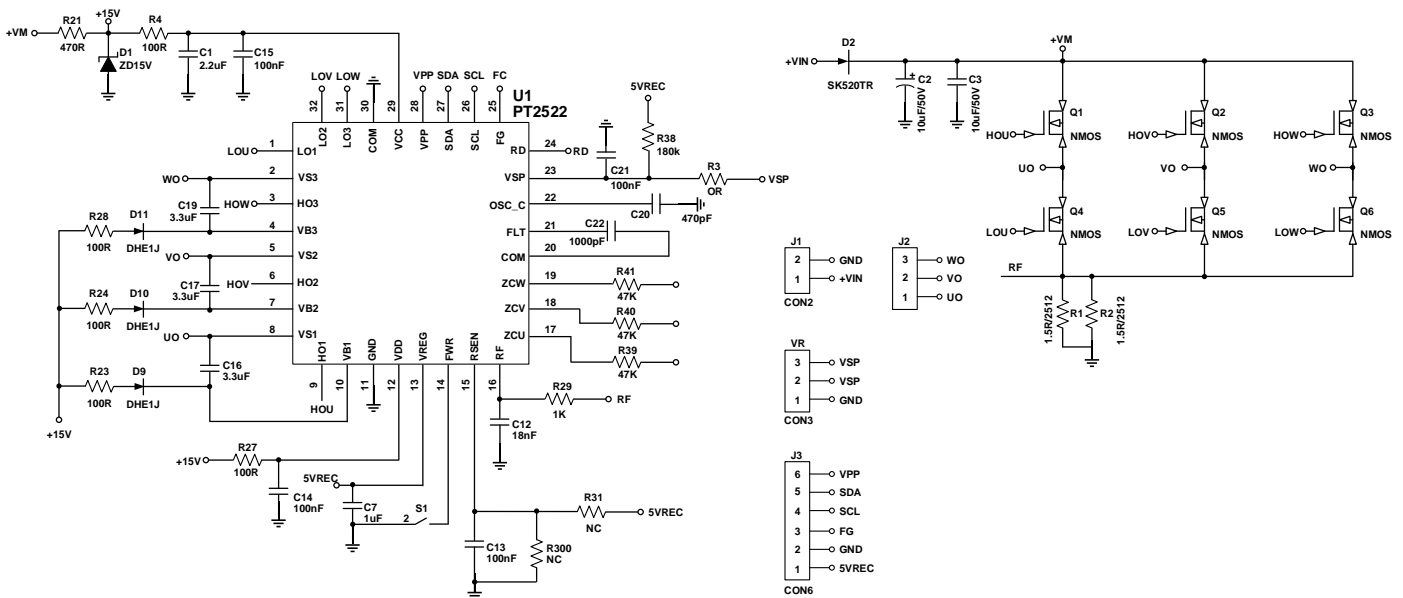 +VM
R21
470R
+15V
R4
100R
D1
ZD15V
C1
2.2uF
C15
100nF
LOV LOW
VPP SDA SCL FC
32 31 30 29 28 27 26 25
U1
PT2522
LO2 LO3 COM VCC VPP SDA SCL FG
LOU 1 LO1
WO 2 VS3
HOW 3 HO3
4 VB3
VO 5 VS2
HOV 6 HO2
7 VB2
UO 8 VS1
C19
3.3uF
R28
100R
D11
DHE1J
C17
3.3uF
R24
100R
D10
DHE1J
C16
3.3uF
R23
100R
D9
DHE1J
+15V
RD 24 RD
VSP 23
OSC_C 22
FLT 21
COM 20
ZCW 19
ZCV 18
ZCU 17
5VREC
R38
180k
C21
100nF
R3
OR
VSP
C20
470pF
C22
1000pF
R41
47K
R40
47K
R39
47K
HO1 VB1 GND VDD VREG FWR RSEN RF
9 10 11 12 13 14 15 16
HOU
R29
1K
RF
C12
18nF
+15V
R27
100R
C14
100nF
5VREC
C7
1uF
2
S1
R31
NC
5VREC
C13
100nF
R300
NC
+VIN
D2
SK520TR
+
C2
10uF/50V
C3
10uF/50V
+VM
Q1
HOU
NMOS
Q2
HOV
NMOS
Q3
HOW
NMOS
UO
VO
WO
Q4
LOU
NMOS
Q5
LOV
NMOS
Q6
LOW
NMOS
RF
R1
1.5R/2512
R2
1.5R/2512
J1
2 GND
1 +VIN
CON2
J2
3 WO
2 VO
1 UO
VR
3 VSP
2 VSP
1 GND
CON3
J3
6 VPP
5 SDA
4 SCL
3 FG
2 GND
1 5VREC
CON6